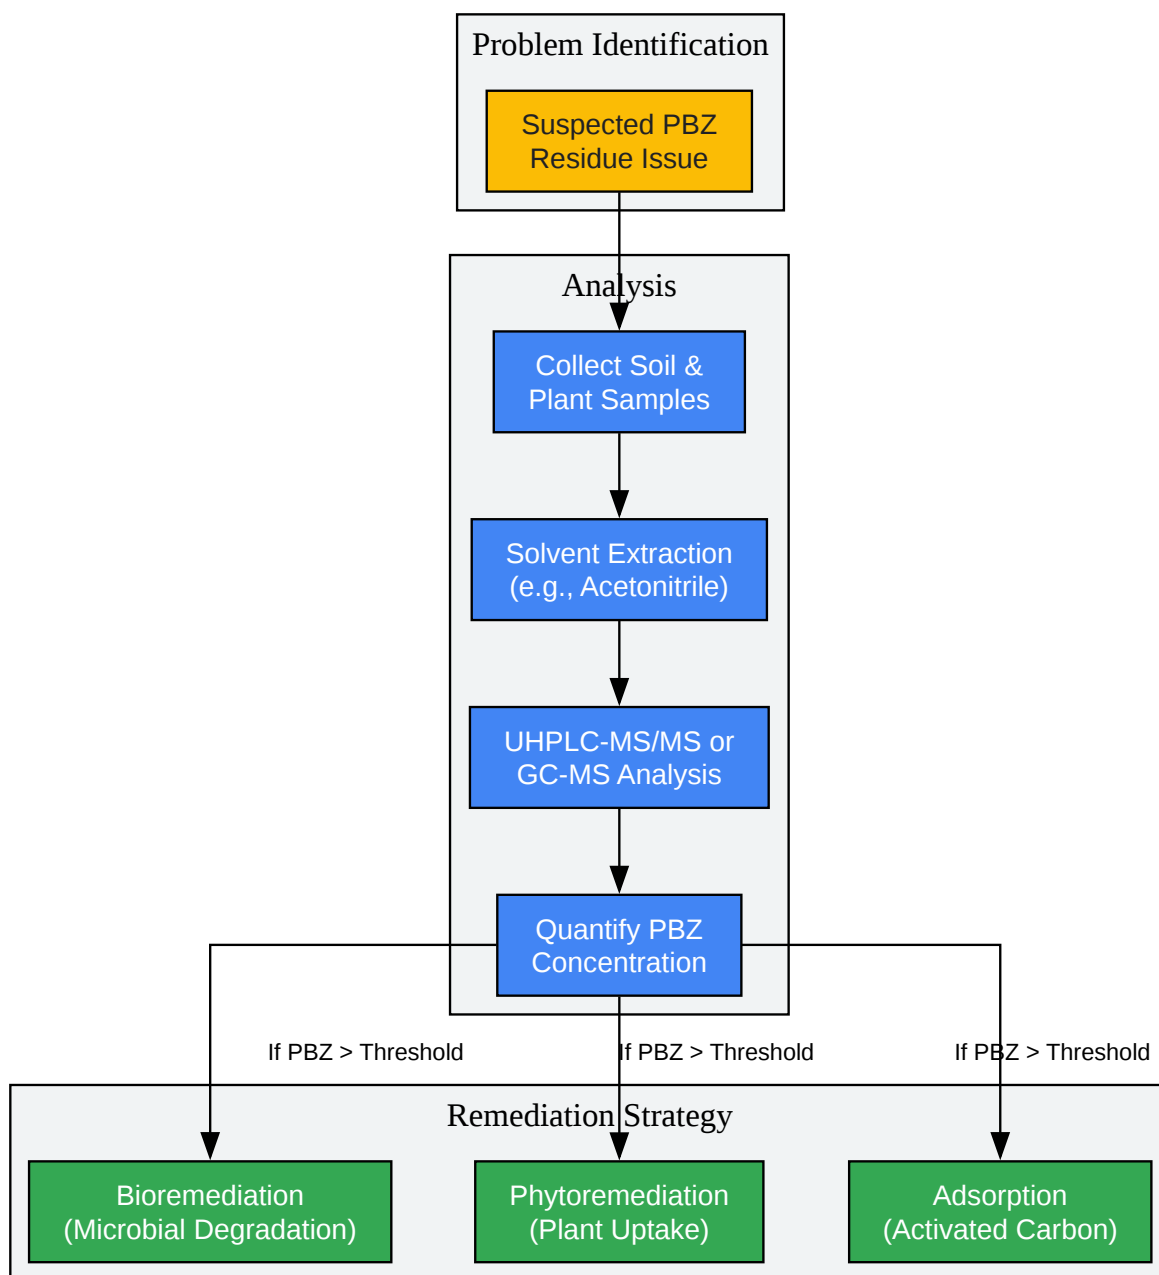 Problem Identification
Suspected PBZ
Residue Issue
Analysis
Collect Soil &
Plant Samples
Solvent Extraction
(e.g., Acetonitrile)
UHPLC-MS/MS or
GC-MS Analysis
Quantify PBZ
Concentration
If PBZ > Threshold
If PBZ > Threshold
If PBZ > Threshold
Remediation Strategy
Bioremediation
(Microbial Degradation)
Phytoremediation
(Plant Uptake)
Adsorption
(Activated Carbon)